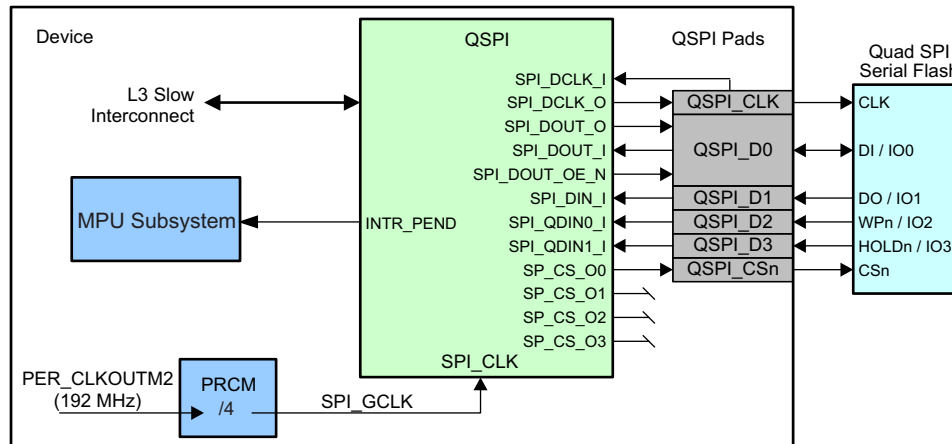 Device
QSPI
QSPI Pads
Quad SPI
Serial Flash
L3 Slow
Interconnect
SPI_DCLK_I
SPI_DCLK_O
QSPI_CLK
CLK
SPI_DOUT_O
SPI_DOUT_I
QSPI_D0
DI / IO0
SPI_DOUT_OE_N
SPI_DIN_I
QSPI_D1
DO / IO1
MPU Subsystem
INTR_PEND
SPI_QDIN0_I
QSPI_D2
WPn / IO2
SPI_QDIN1_I
QSPI_D3
HOLDn / IO3
SP_CS_O0
QSPI_CSn
CSn
SP_CS_O1
SP_CS_O2
SP_CS_O3
SPI_CLK
PER_CLKOUTM2
(192 MHz)
PRCM
/4
SPI_GCLK